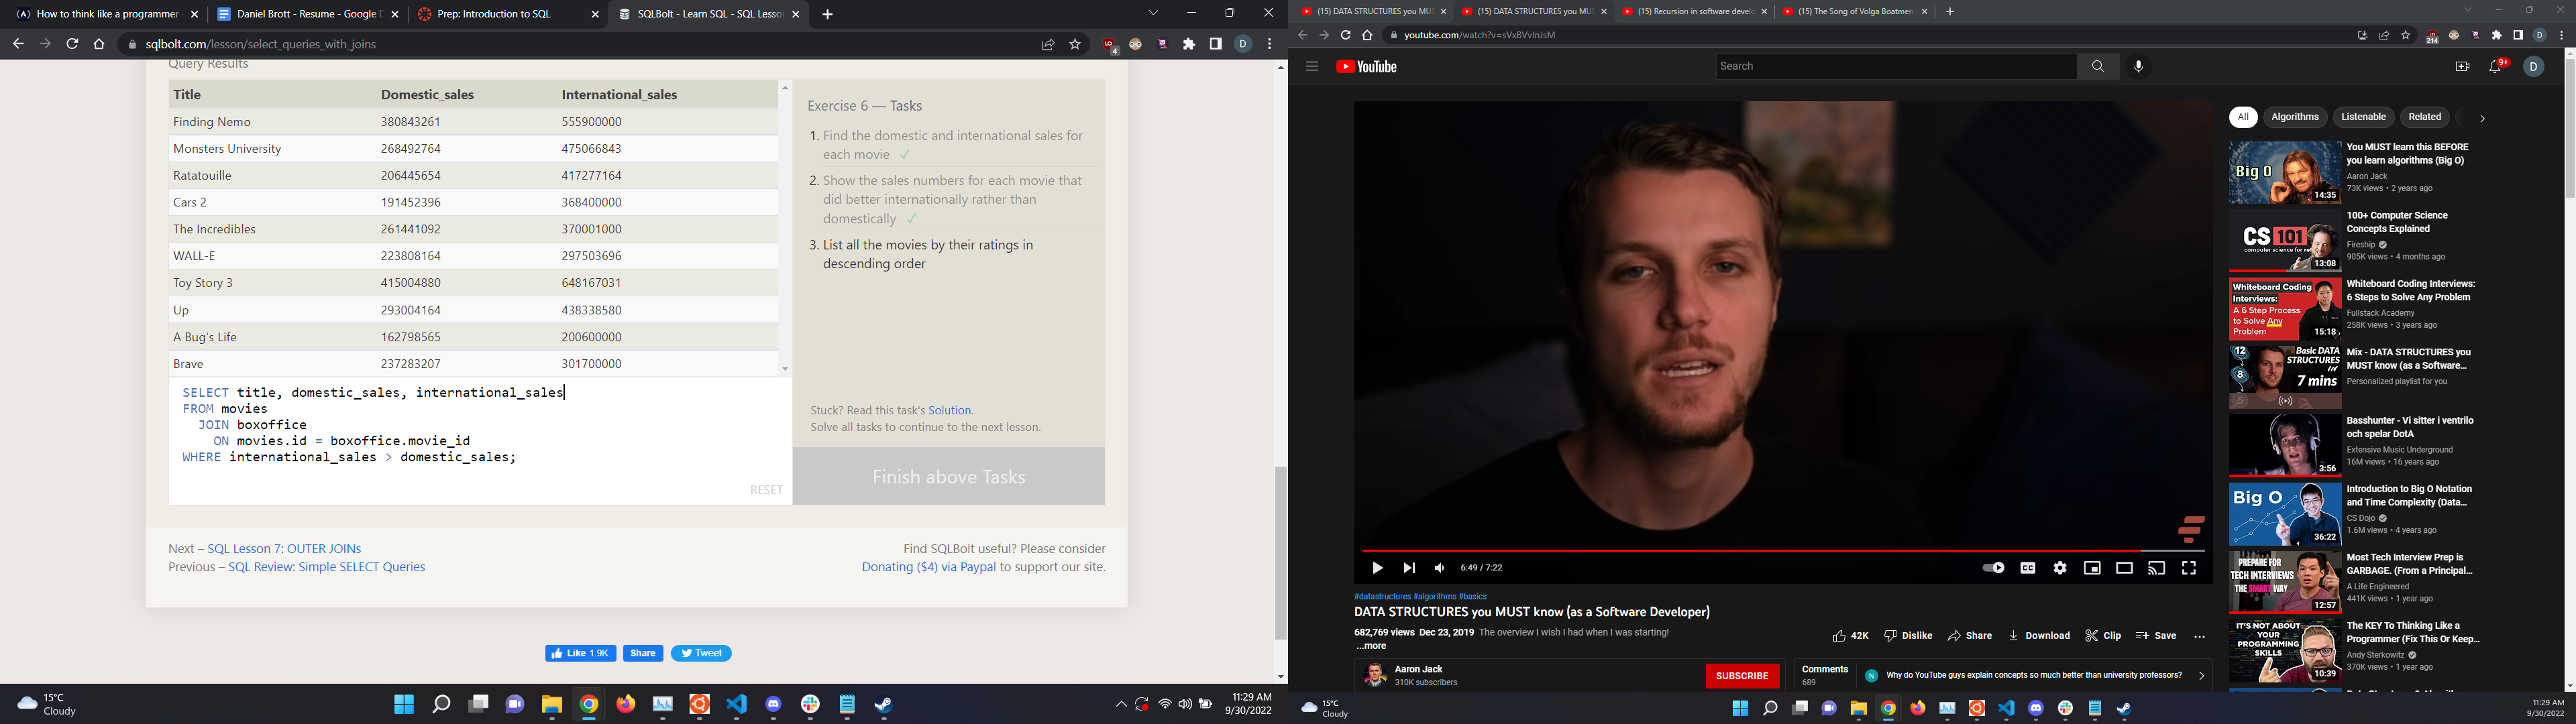 How to think like a programmer
Daniel Brott - Resume - Google D
Prep: Introduction to SQL
SQLBolt - Learn SQL - SQL Lesson
sqlbolt.com/lesson/select_queries_with_joins
4
D
Query Results
Title Domestic_sales International_sales
Finding Nemo 380843261 555900000
Monsters University 268492764 475066843
Ratatouille 206445654 417277164
Cars 2 191452396 368400000
The Incredibles 261441092 370001000
WALL-E 223808164 297503696
Toy Story 3 415004880 648167031
Up 293004164 438338580
A Bug's Life 162798565 200600000
Brave 237283207 301700000
SELECT title, domestic_sales, international_sales
FROM movies
JOIN boxoffice
ON movies.id = boxoffice.movie_id
WHERE international_sales > domestic_sales;
RESET
Exercise 6 — Tasks
1. Find the domestic and international sales for
each movie ✓
2. Show the sales numbers for each movie that
did better internationally rather than
domestically ✓
3. List all the movies by their ratings in
descending order
Stuck? Read this task's Solution.
Solve all tasks to continue to the next lesson.
Finish above Tasks
Next – SQL Lesson 7: OUTER JOINs
Previous – SQL Review: Simple SELECT Queries
Find SQLBolt useful? Please consider
Donating ($4) via Paypal to support our site.
Like 1.9K
Share
Tweet
15°C
Cloudy
11:29 AM
9/30/2022
(15) DATA STRUCTURES you MUS
(15) DATA STRUCTURES you MUS
(15) Recursion in software develo
(15) The Song of Volga Boatmen
youtube.com/watch?v=sVxBVvlnJsM
214
D
YouTube
Search
9+
D
All
Algorithms
Listenable
Related
6:49 / 7:22
CC
#datastructures #algorithms #basics
DATA STRUCTURES you MUST know (as a Software Developer)
682,769 views Dec 23, 2019 The overview I wish I had when I was starting!
...more
42K
Dislike
Share
Download
Clip
Save
Aaron Jack
310K subscribers
SUBSCRIBE
Comments
689
N
Why do YouTube guys explain concepts so much better than university professors?
Big O
14:35
You MUST learn this BEFORE
you learn algorithms (Big O)
Aaron Jack
73K views • 2 years ago
CS 101
13:08
100+ Computer Science
Concepts Explained
Fireship
905K views • 4 months ago
Whiteboard Coding
Interviews:
A 6 Step Process
to Solve Any
Problem
15:18
Whiteboard Coding Interviews:
6 Steps to Solve Any Problem
Fullstack Academy
258K views • 3 years ago
12
8
5
Basic DATA
STRUCTURES
in
7 mins
Mix - DATA STRUCTURES you
MUST know (as a Software...
Personalized playlist for you
3:56
Basshunter - Vi sitter i ventrilo
och spelar DotA
Extensive Music Underground
16M views • 16 years ago
Big O
36:22
Introduction to Big O Notation
and Time Complexity (Data...
CS Dojo
1.6M views • 4 years ago
PREPARE FOR
TECH INTERVIEWS
THE SMART WAY
12:57
Most Tech Interview Prep is
GARBAGE. (From a Principal...
A Life Engineered
441K views • 1 year ago
IT'S NOT ABOUT
YOUR
PROGRAMMING
SKILLS
10:39
The KEY To Thinking Like a
Programmer (Fix This Or Keep...
Andy Sterkowitz
370K views • 1 year ago
15°C
Cloudy
11:29 AM
9/30/2022